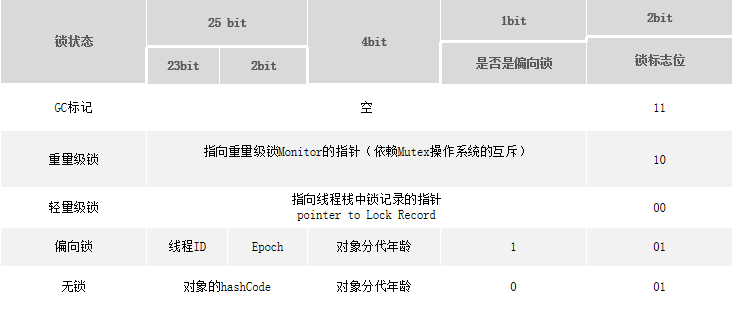 锁状态 25 bit 4bit 1bit 2bit
23bit 2bit 是否是偏向锁 锁标志位
GC标记 空 11
重量级锁 指向重量级锁Monitor的指针（依赖Mutex操作系统的互斥） 10
轻量级锁 指向线程栈中锁记录的指针 00
pointer to Lock Record
偏向锁 线程ID Epoch 对象分代年龄 1 01
无锁 对象的hashCode 对象分代年龄 0 01